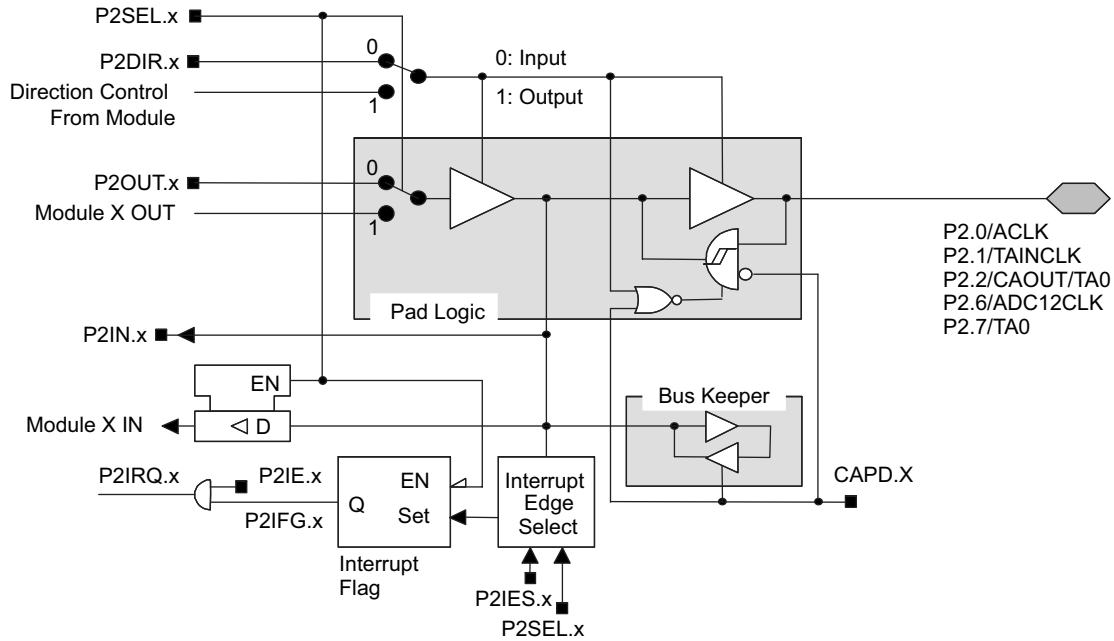 P2SEL.x
P2DIR.x
0
0: Input
Direction Control
From Module
1
1: Output
P2OUT.x
0
Module X OUT
1
P2.0/ACLK
P2.1/TAINCLK
P2.2/CAOUT/TA0
P2.6/ADC12CLK
P2.7/TA0
Pad Logic
P2IN.x
EN
Bus Keeper
Module X IN
D
P2IRQ.x
P2IE.x
EN
Interrupt
Edge
Select
CAPD.X
P2IFG.x
Q
Set
Interrupt
Flag
P2IES.x
P2SEL.x